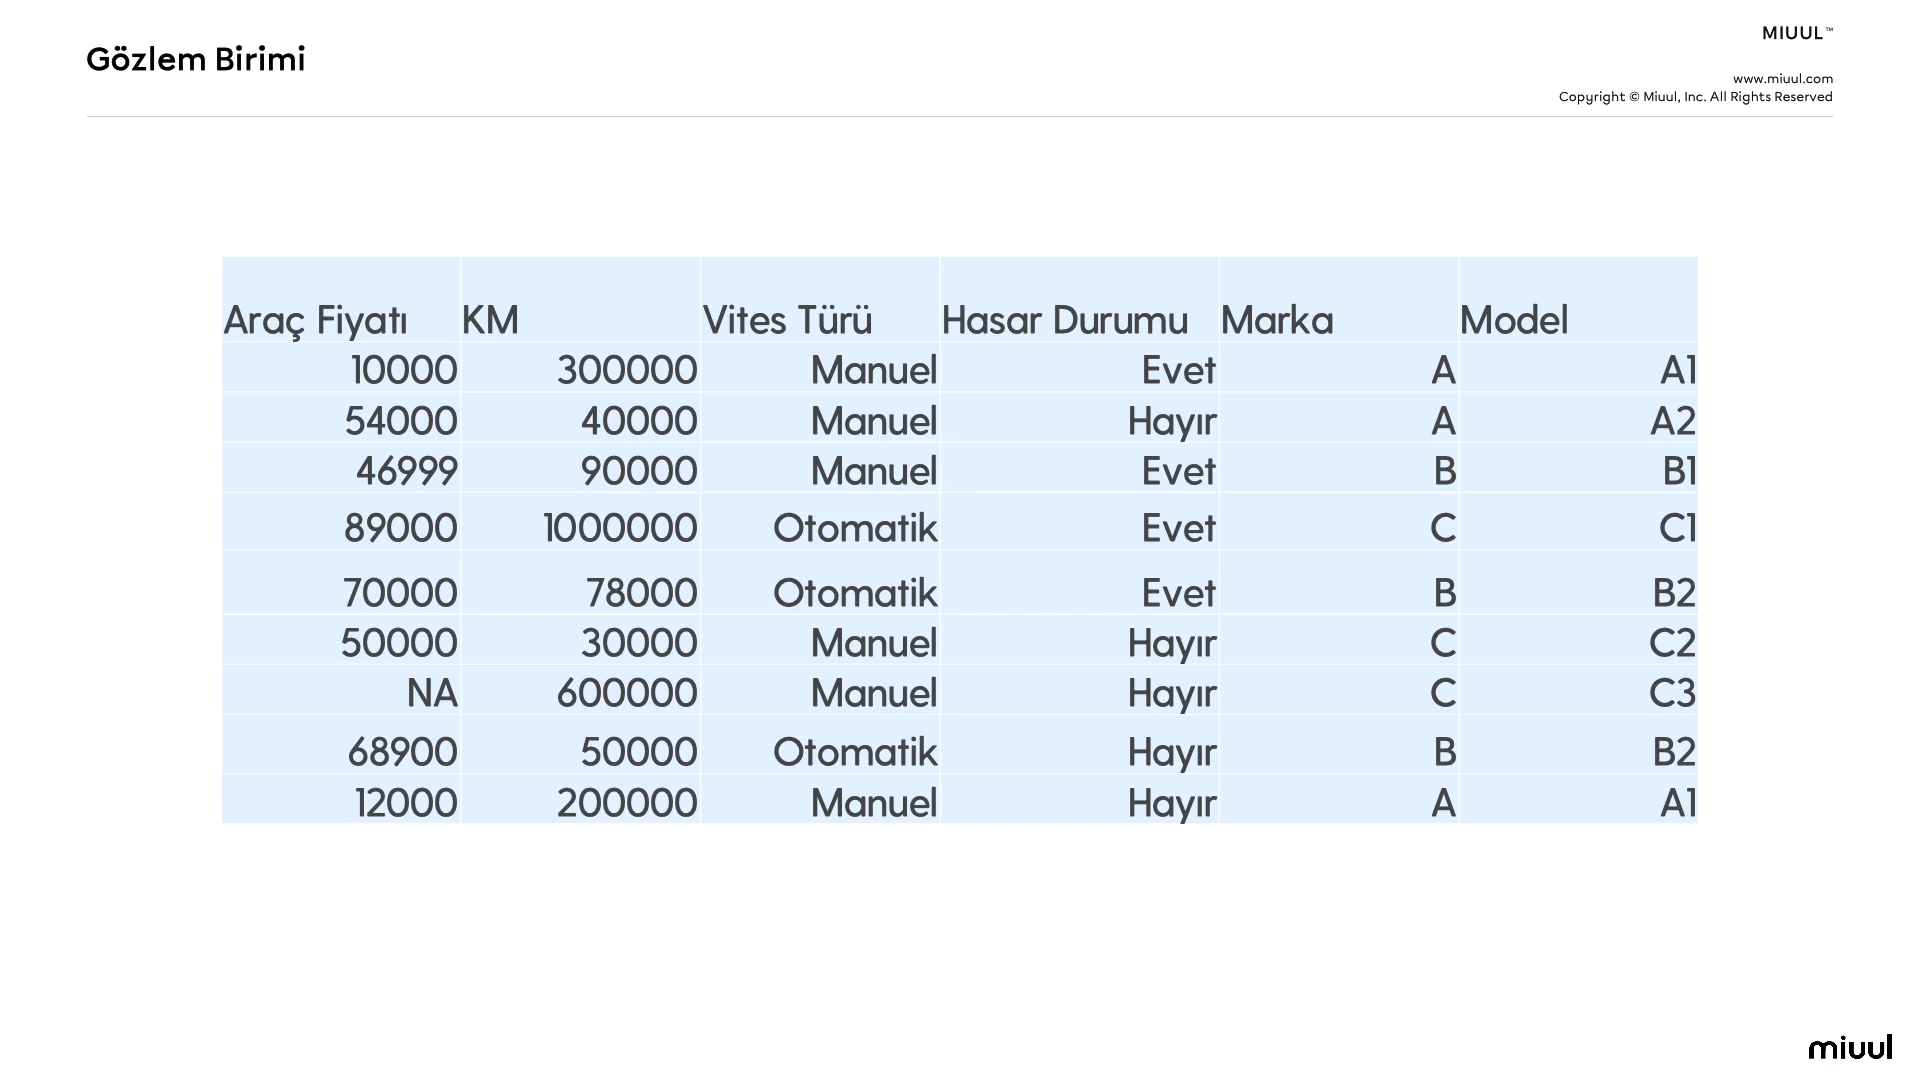 Gözlem Birimi
MIUUL™
www.miuul.com
Copyright © Miuul, Inc. All Rights Reserved
Araç Fiyatı KM Vites Türü Hasar Durumu Marka Model
10000 300000 Manuel Evet A A1
54000 40000 Manuel Hayır A A2
46999 90000 Manuel Evet B B1
89000 1000000 Otomatik Evet C C1
70000 78000 Otomatik Evet B B2
50000 30000 Manuel Hayır C C2
NA 600000 Manuel Hayır C C3
68900 50000 Otomatik Hayır B B2
12000 200000 Manuel Hayır A A1
miuul